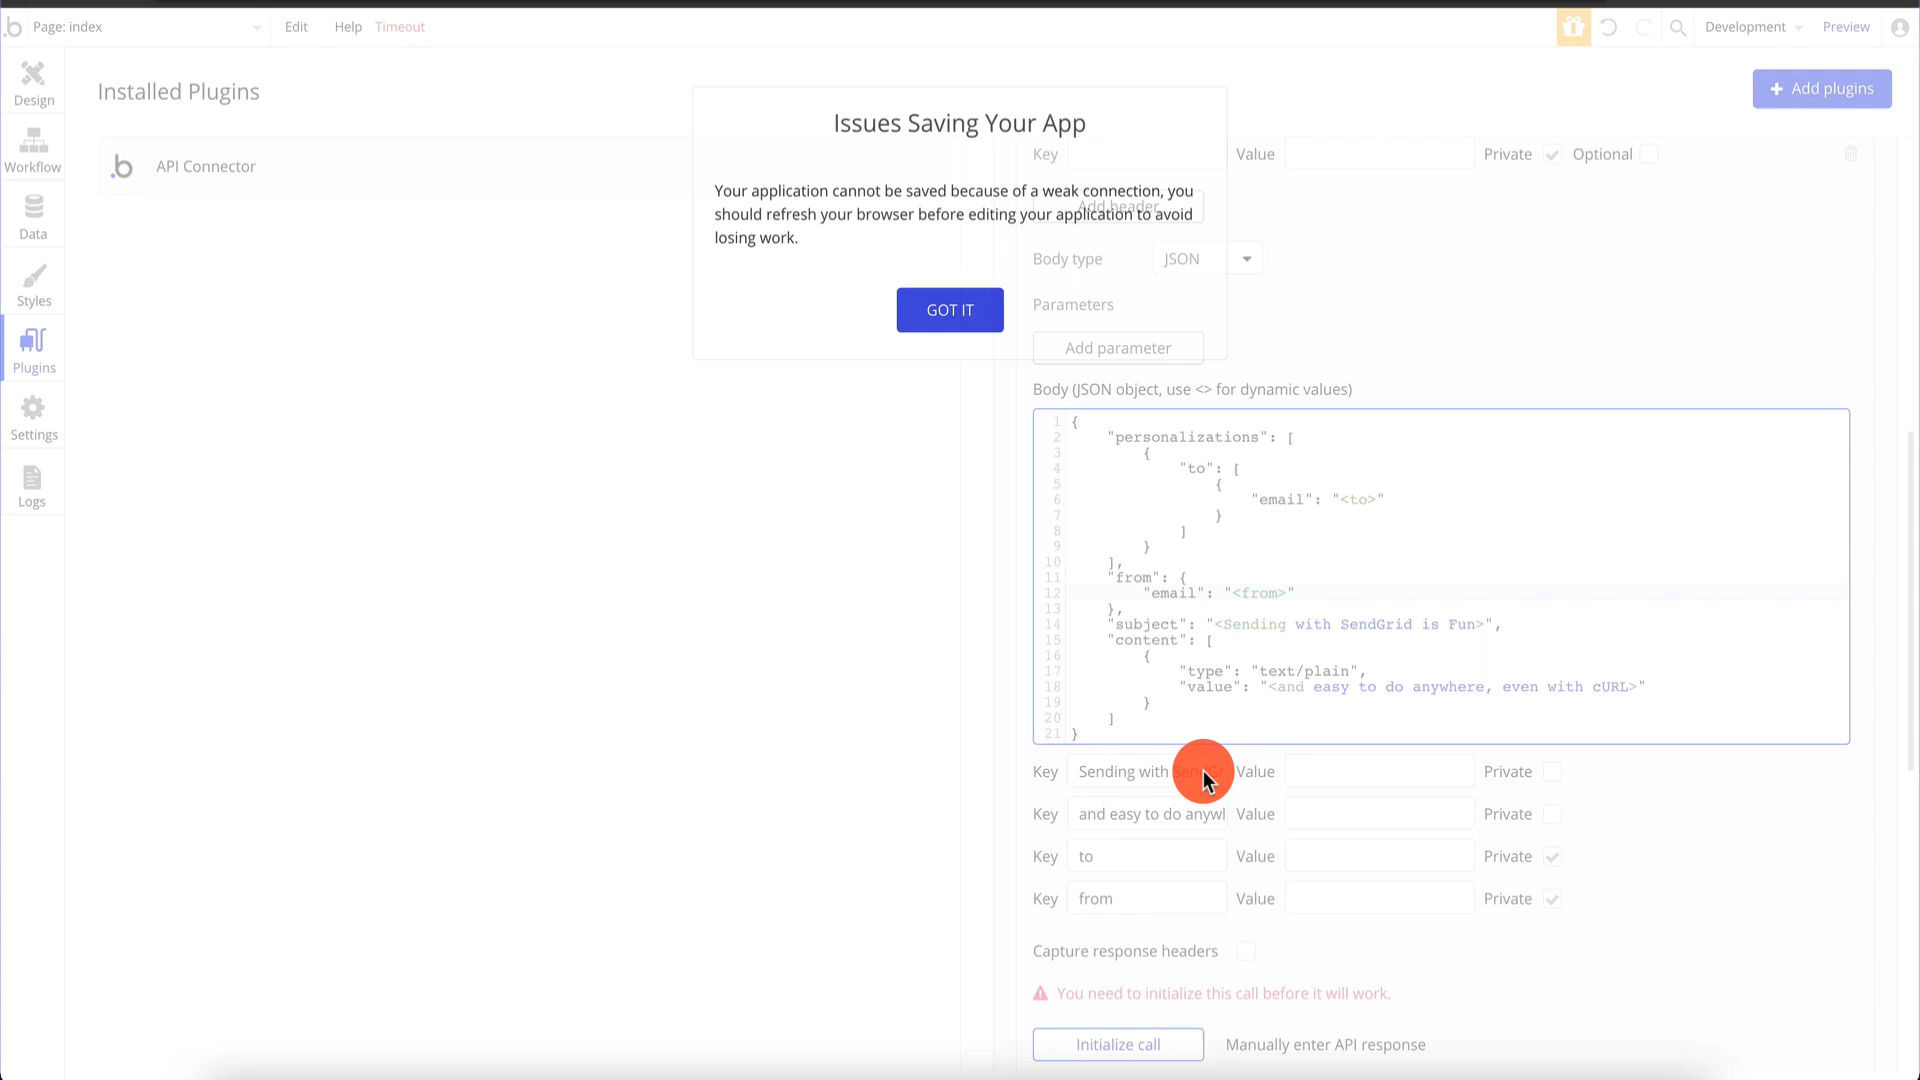 Page: index
Edit
Help
Timeout
Development
Preview
Design
Workflow
Data
Styles
Plugins
Settings
Logs
Installed Plugins
+ Add plugins
API Connector
Issues Saving Your App
Your application cannot be saved because of a weak connection, you
should refresh your browser before editing your application to avoid
losing work.
GOT IT
Key Value Private Optional
Add header
Body type JSON
Parameters
Add parameter
Body (JSON object, use <> for dynamic values)
1 {
2 "personalizations": [
3 {
4 "to": [
5 {
6 "email": "<to>"
7 }
8 ]
9 }
10 ],
11 "from": {
12 "email": "<from>"
13 },
14 "subject": "<Sending with SendGrid is Fun>",
15 "content": [
16 {
17 "type": "text/plain",
18 "value": "<and easy to do anywhere, even with cURL>"
19 }
20 ]
21 }
Key Sending with SendGr Value Private
Key and easy to do anywl Value Private
Key to Value Private
Key from Value Private
Capture response headers
You need to initialize this call before it will work.
Initialize call Manually enter API response